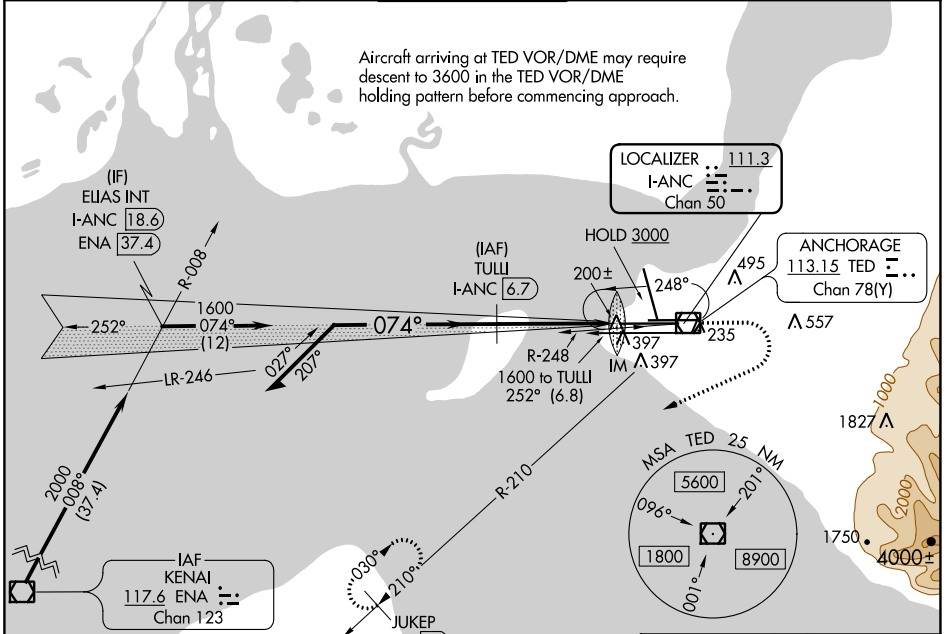 Aircraft arriving at TED VOR/DME may require
descent to 3600 in the TED VOR/DME
holding pattern before commencing approach.
LOCALIZER 111.3
I-ANC
Chan 50
(IF)
ELIAS INT
I-ANC 18.6
ENA 37.4
R-008
HOLD 3000
ANCHORAGE
113.15 TED
Chan 78(Y)
(IAF)
TULLI
I-ANC 6.7
200±
248°
495
557
1600
074°
(12)
252°
074°
235
397
397
IM
R-248
1600 to TULLI
252° (6.8)
027°
207°
LR-246
1000
1827
2000
MSA TED 25 NM
5600
201°
096°
1800
8900
001°
1750
4000±
2000
008°
(37.4)
R-210
030°
210°
JUKEP
IAF
KENAI
117.6 ENA
Chan 123